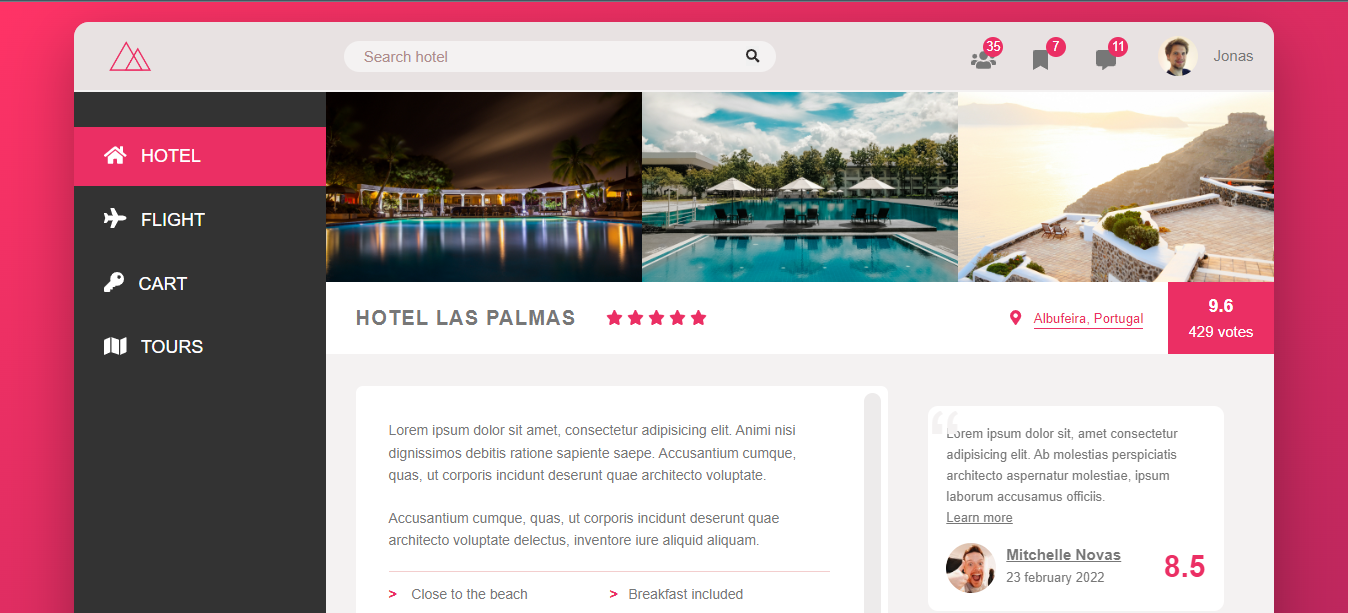 Search hotel
35
7
11
Jonas
HOTEL
FLIGHT
CART
TOURS
HOTEL LAS PALMAS
Albufeira, Portugal
9.6
429 votes
Lorem ipsum dolor sit amet, consectetur adipisicing elit. Animi nisi
dignissimos debitis ratione sapiente saepe. Accusantium cumque,
quas, ut corporis incidunt deserunt quae architecto voluptate.
Accusantium cumque, quas, ut corporis incidunt deserunt quae
architecto voluptate delectus, inventore iure aliquid aliquam.
> Close to the beach
> Breakfast included
“
Lorem ipsum dolor sit, amet consectetur
adipisicing elit. Ab molestias perspiciatis
architecto aspernatur molestiae, ipsum
laborum accusamus officiis.
Learn more
Mitchelle Novas
23 february 2022
8.5